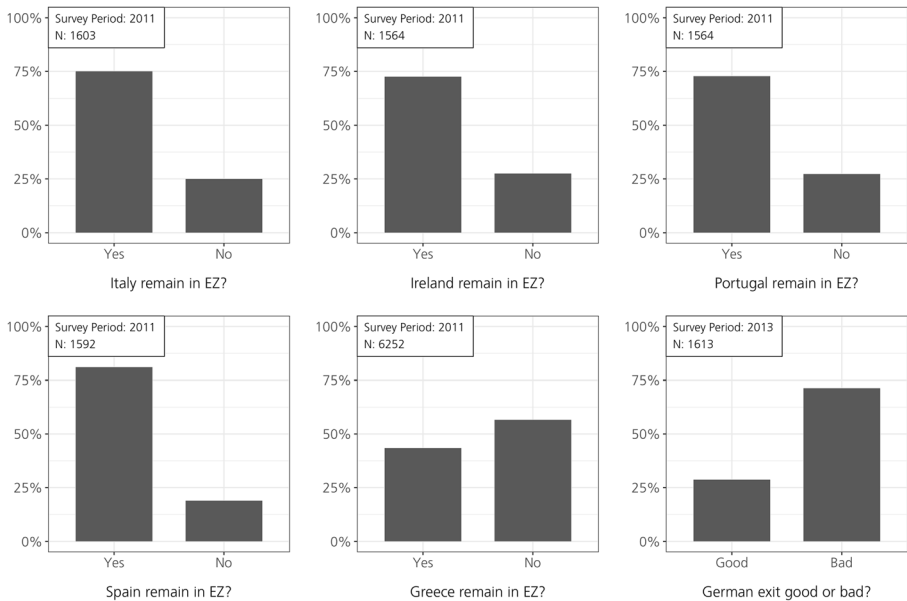 Survey Period: 2011
N: 1603
100%
75%
50%
25%
0%
Yes No
Italy remain in EZ?
Survey Period: 2011
N: 1564
100%
75%
50%
25%
0%
Yes No
Ireland remain in EZ?
Survey Period: 2011
N: 1564
100%
75%
50%
25%
0%
Yes No
Portugal remain in EZ?
Survey Period: 2011
N: 1592
100%
75%
50%
25%
0%
Yes No
Spain remain in EZ?
Survey Period: 2011
N: 6252
100%
75%
50%
25%
0%
Yes No
Greece remain in EZ?
Survey Period: 2013
N: 1613
100%
75%
50%
25%
0%
Good Bad
German exit good or bad?